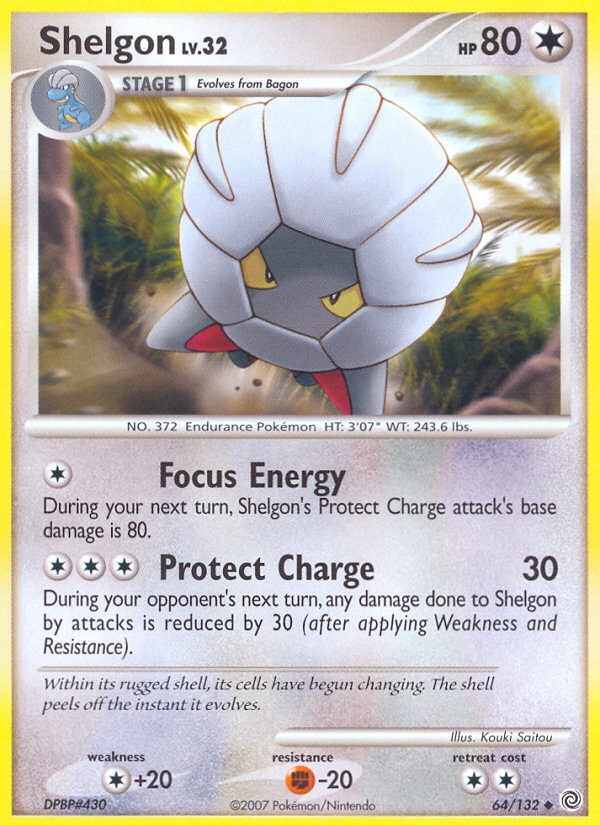 Shelgon LV.32 HP 80
STAGE 1 Evolves from Bagon
NO. 372 Endurance Pokémon HT: 3'07" WT: 243.6 lbs.
Focus Energy
During your next turn, Shelgon's Protect Charge attack's base
damage is 80.
Protect Charge 30
During your opponent's next turn, any damage done to Shelgon
by attacks is reduced by 30 (after applying Weakness and
Resistance).
Within its rugged shell, its cells have begun changing. The shell
peels off the instant it evolves.
Illus. Kouki Saitou
weakness resistance retreat cost
+20 -20
DPBP#430 ©2007 Pokémon/Nintendo 64/132